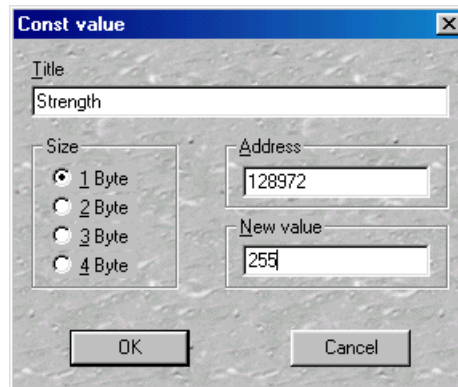 Const value
Title
Strength
Size
1 Byte
2 Byte
3 Byte
4 Byte
Address
128972
New value
255
OK
Cancel